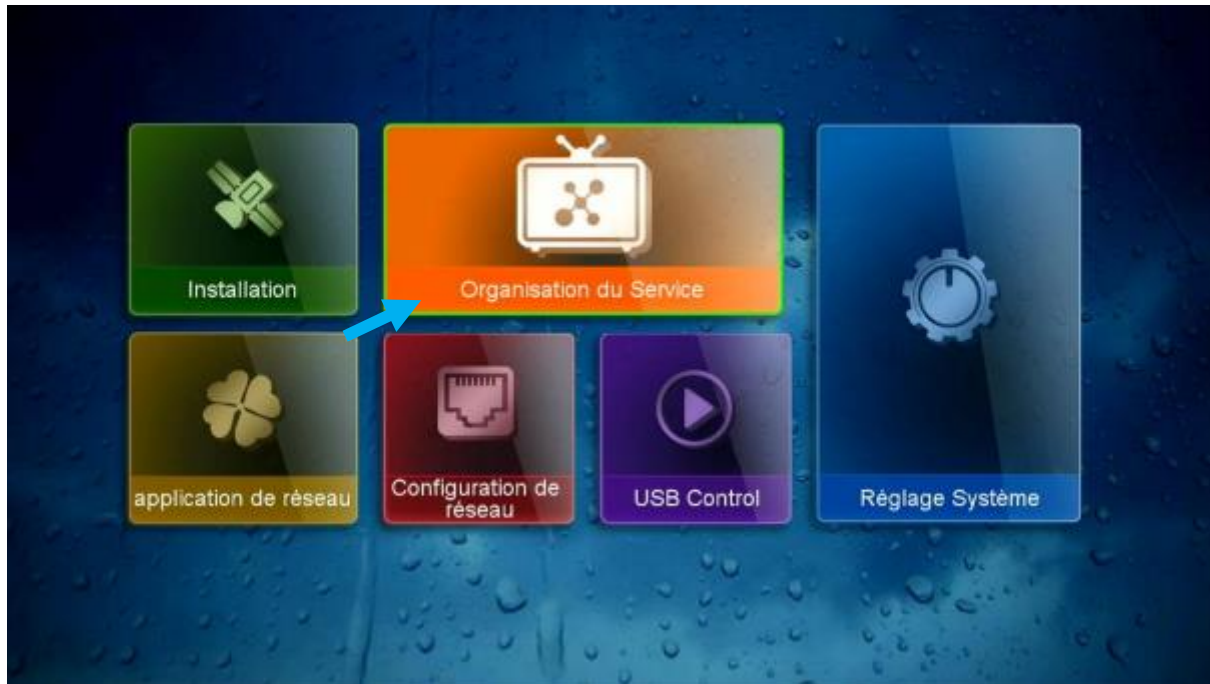 Installation
Organisation du Service
application de réseau
Configuration de
réseau
USB Control
Réglage Système